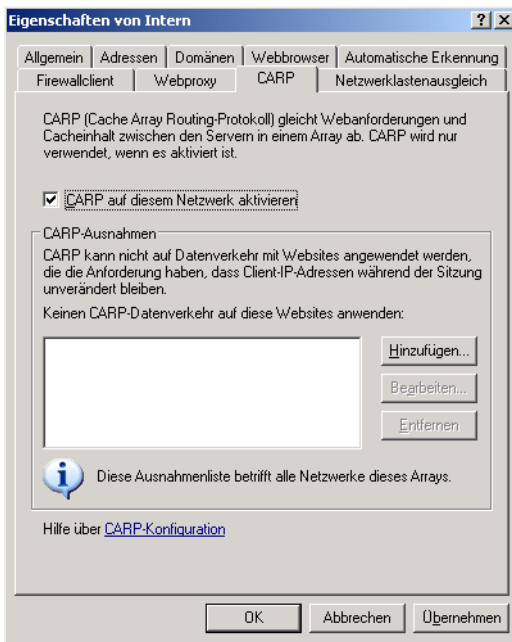 Eigenschaften von Intern
Allgemein Adressen Domänen Webbrowser Automatische Erkennung
Firewallclient Webproxy CARP Netzwerklastenausgleich
CARP (Cache Array Routing-Protokoll) gleicht Webanforderungen und
Cacheinhalt zwischen den Servern in einem Array ab. CARP wird nur
verwendet, wenn es aktiviert ist.
CARP auf diesem Netzwerk aktivieren
CARP-Ausnahmen
CARP kann nicht auf Datenverkehr mit Websites angewendet werden,
die die Anforderung haben, dass Client-IP-Adressen während der Sitzung
unverändert bleiben.
Keinen CARP-Datenverkehr auf diese Websites anwenden:
Hinzufügen...
Bearbeiten...
Entfernen
Diese Ausnahmenliste betrifft alle Netzwerke dieses Arrays.
Hilfe über CARP-Konfiguration
OK Abbrechen Übernehmen